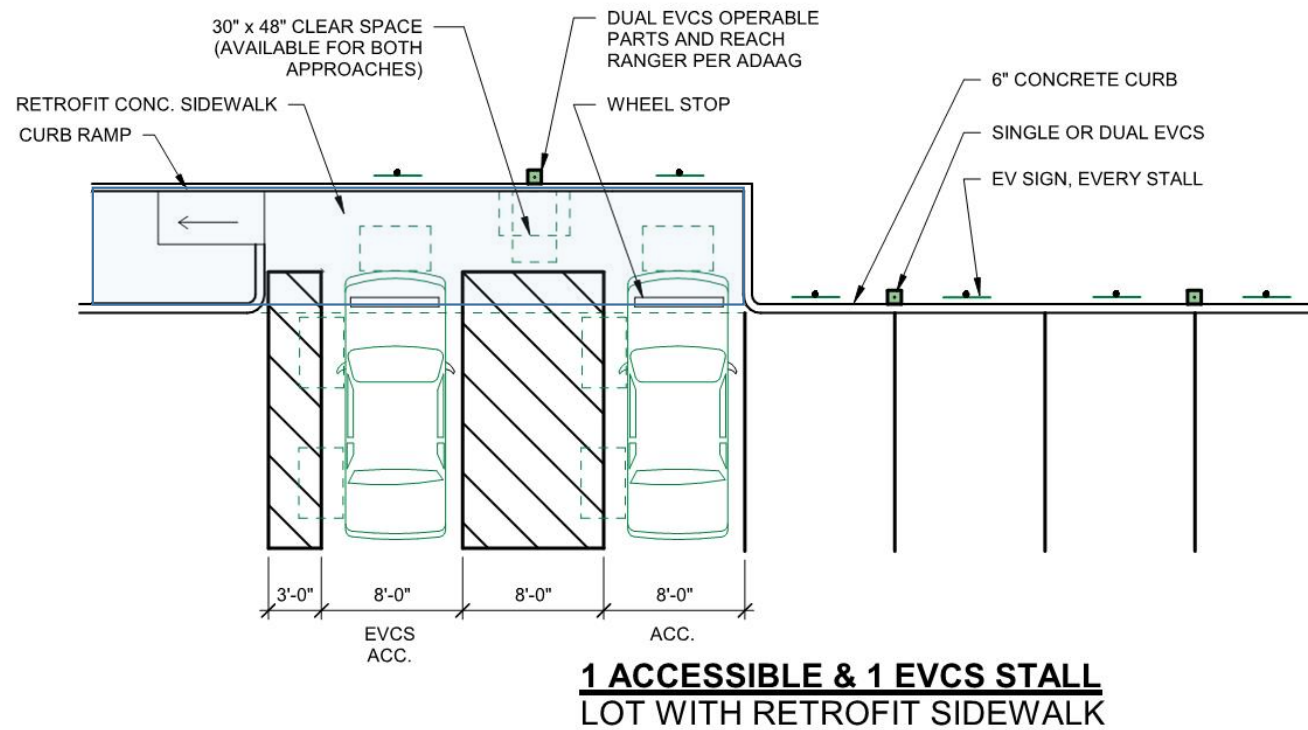 30" x 48" CLEAR SPACE
(AVAILABLE FOR BOTH
APPROACHES)
DUAL EVCS OPERABLE
PARTS AND REACH
RANGER PER ADAAG
RETROFIT CONC. SIDEWALK
CURB RAMP
WHEEL STOP
6" CONCRETE CURB
SINGLE OR DUAL EVCS
EV SIGN, EVERY STALL
3'-0"
8'-0"
8'-0"
8'-0"
EVCS
ACC.
ACC.
1 ACCESSIBLE & 1 EVCS STALL
LOT WITH RETROFIT SIDEWALK